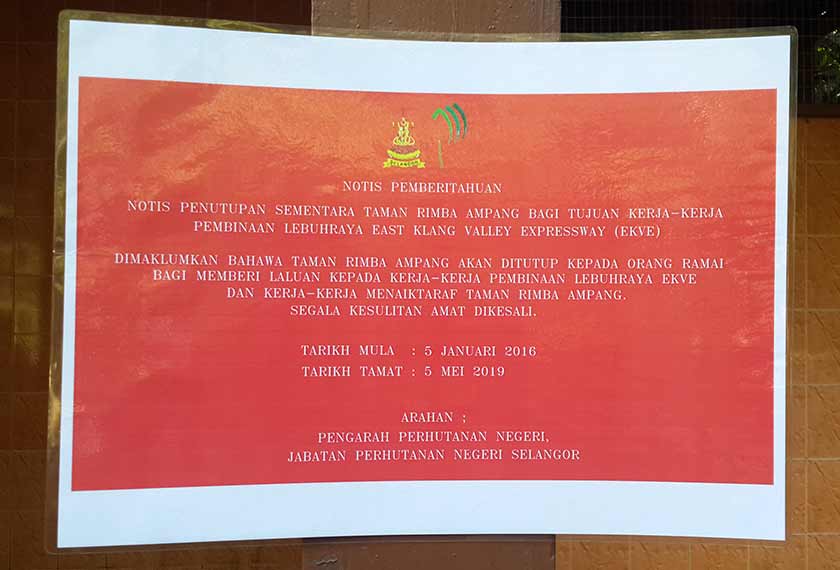 SELANGOR
NOTIS PEMBERITAHUAN
NOTIS PENUTUPAN SEMENTARA TAMAN RIMBA AMPANG BAGI TUJUAN KERJA-KERJA
PEMBINAAN LEBUHRAYA EAST KLANG VALLEY EXPRESSWAY (EKVE)
DIMAKLUMKAN BAHAWA TAMAN RIMBA AMPANG AKAN DITUTUP KEPADA ORANG RAMAI
BAGI MEMBERI LALUAN KEPADA KERJA-KERJA PEMBINAAN LEBUHRAYA EKVE
DAN KERJA-KERJA MENAIKTARAF TAMAN RIMBA AMPANG.
SEGALA KESULITAN AMAT DIKESALI.
TARIKH MULA : 5 JANUARI 2016
TARIKH TAMAT : 5 MEI 2019
ARAHAN ;
PENGARAH PERHUTANAN NEGERI,
JABATAN PERHUTANAN NEGERI SELANGOR